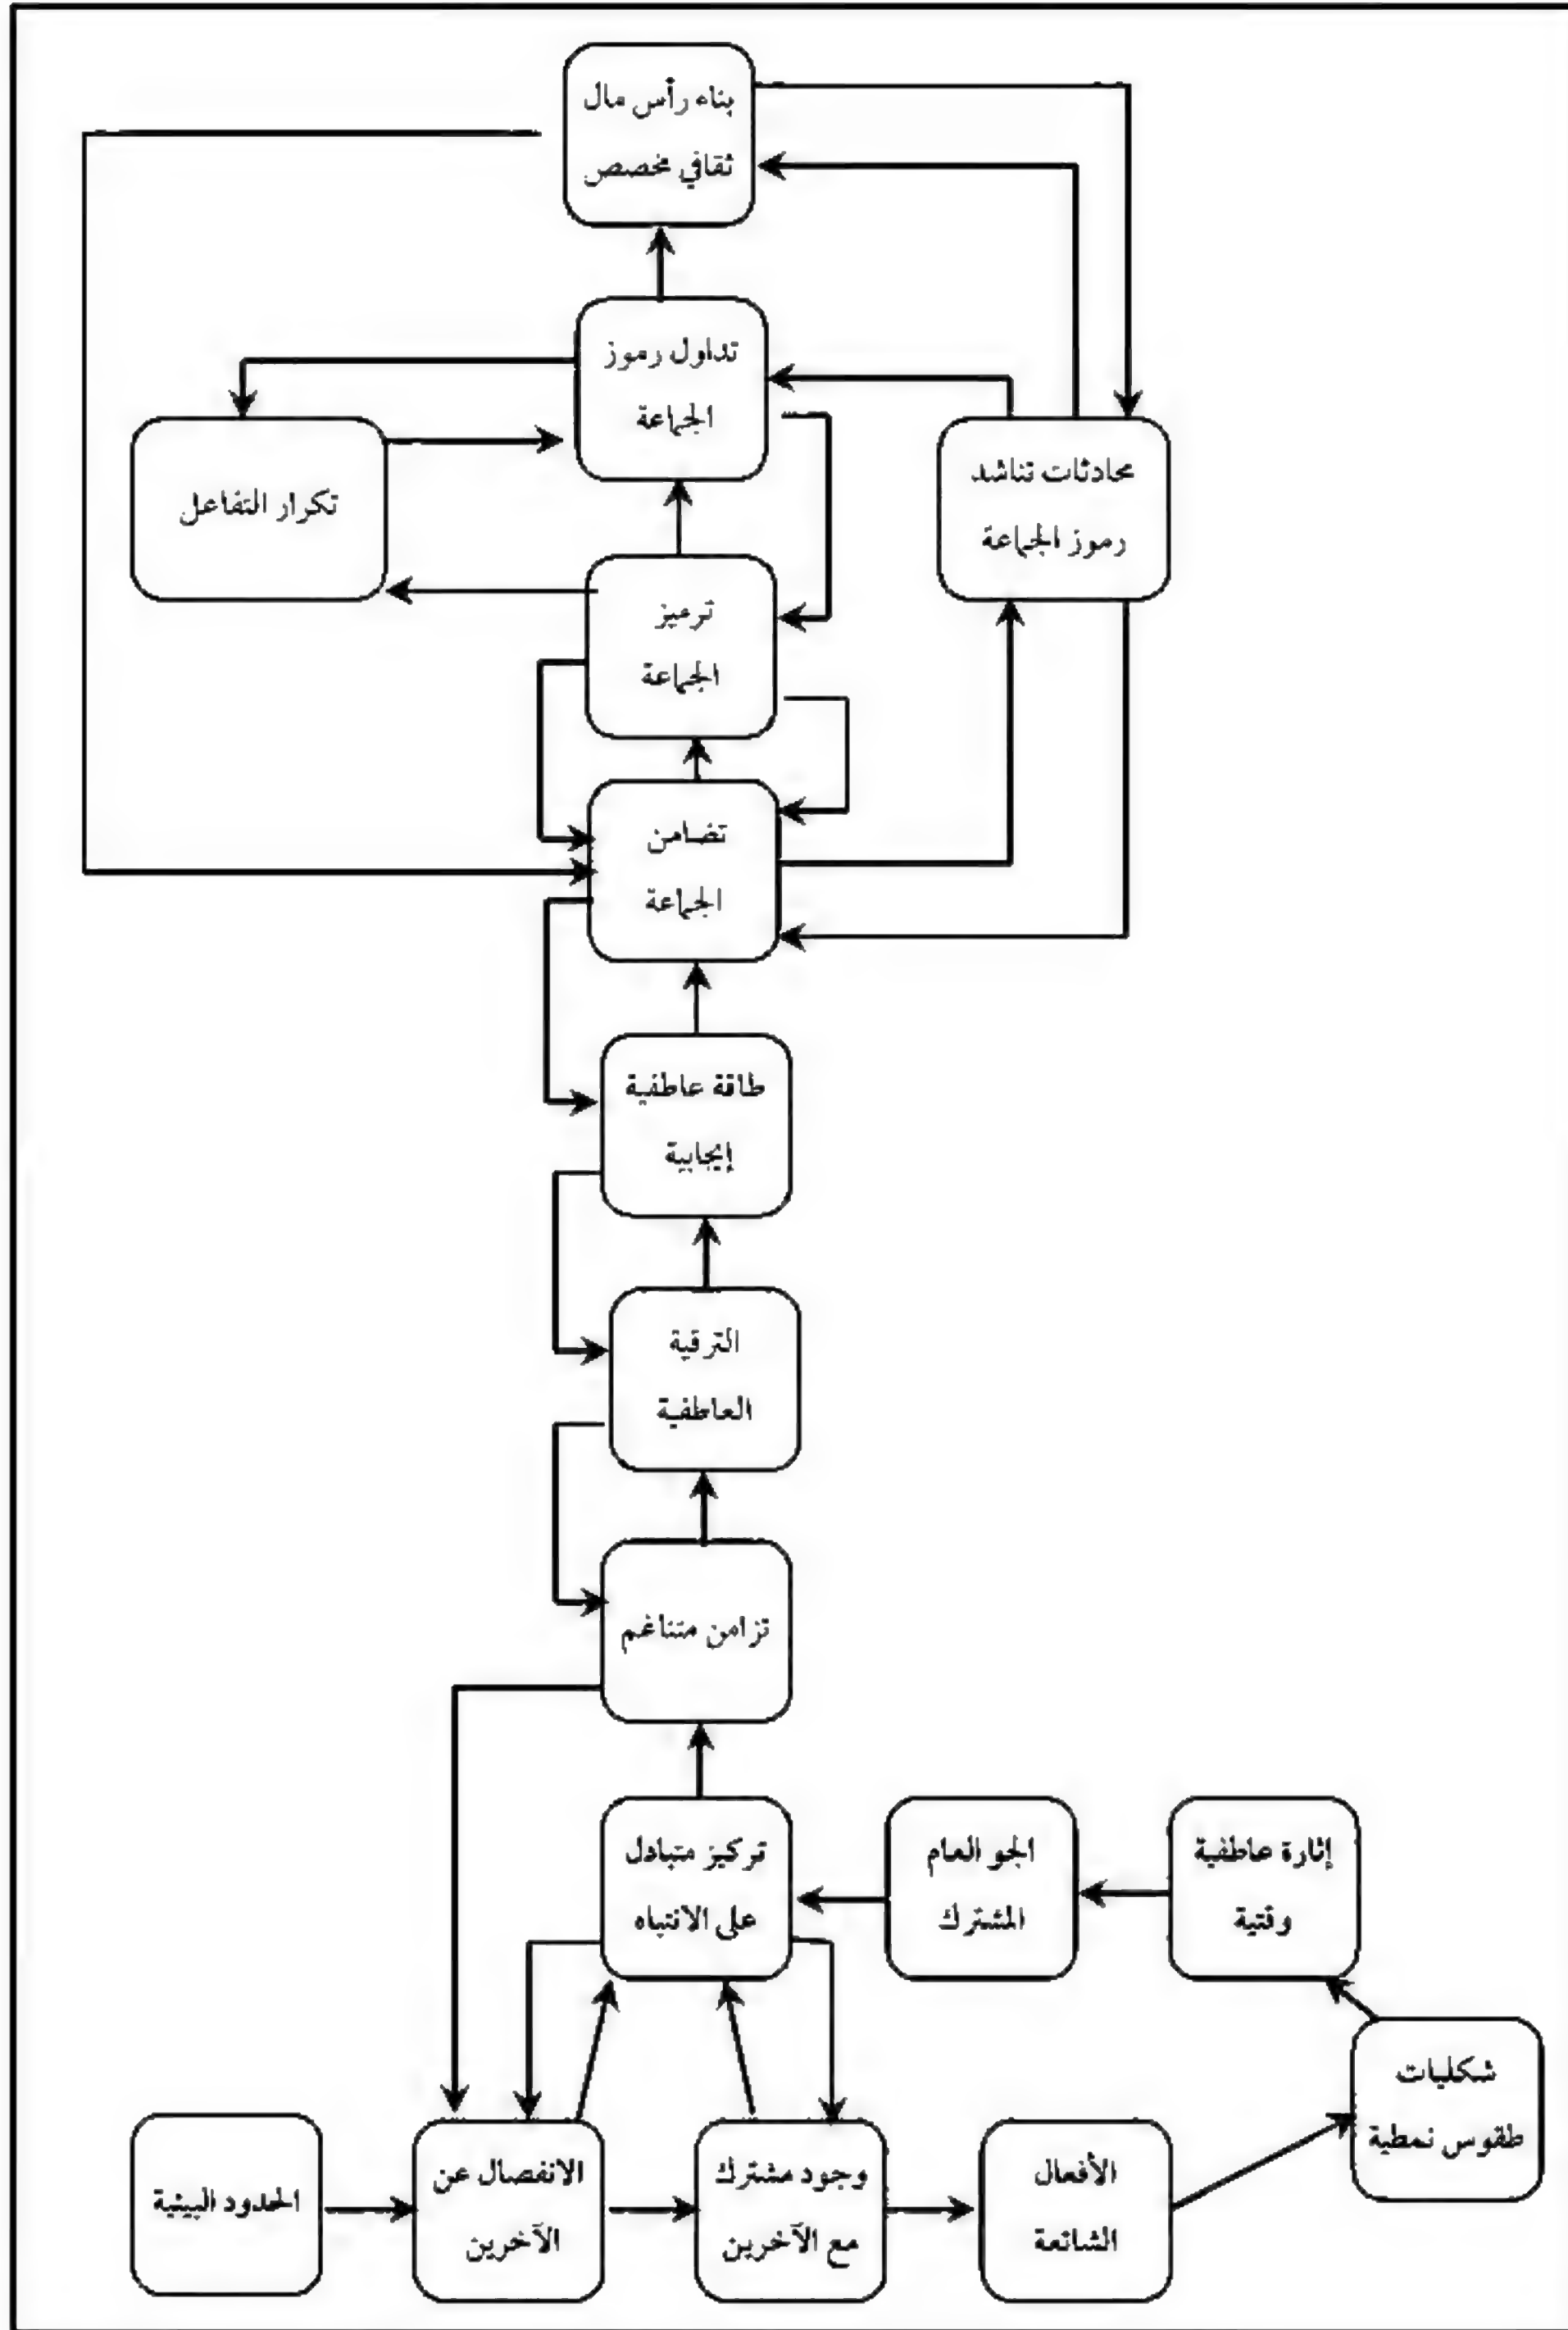 بناء رأس مال
ثقافي مخصص
تداول رموز
الجماعة
محادثات تناشد
رموز الجماعة
تكرار التفاعل
ترميز
الجماعة
تضامن
الجماعة
طاقة عاطفية
إيجابية
الترقية
العاطفية
تزامن متناغم
إثارة عاطفية
وقتية
الجو العام
المشترك
تركيز متبادل
على الانتباه
شكليات
طقوس نمطية
الأفعال
الشائعة
وجود مشترك
مع الآخرين
الانفصال عن
الآخرين
الحدود البيئية